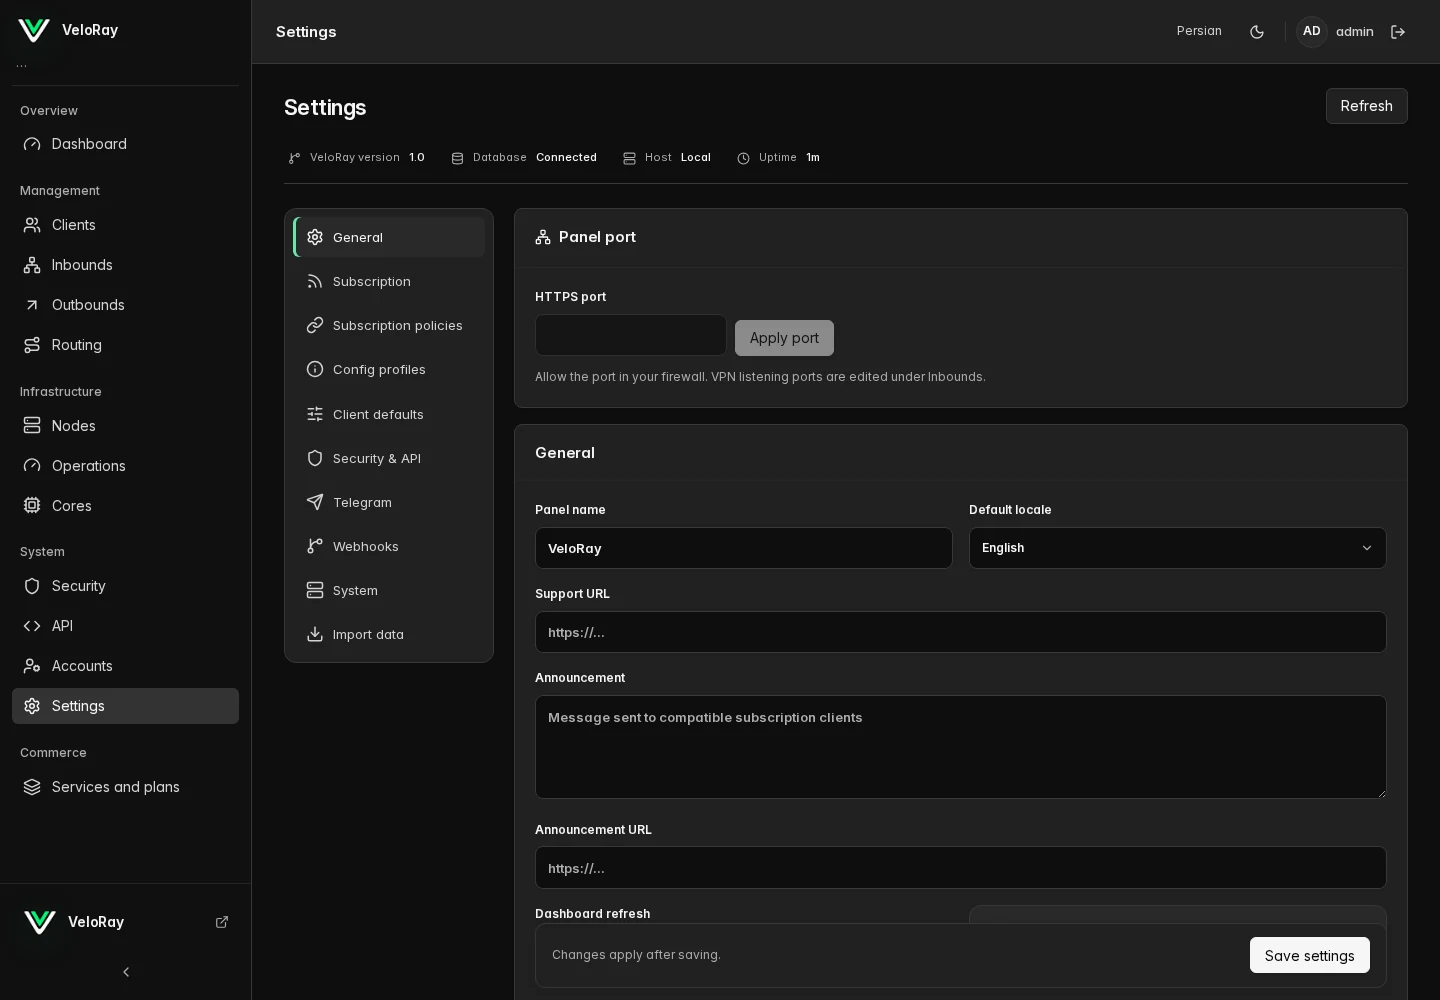 VeloRay
...
Overview
Dashboard
Management
Clients
Inbounds
Outbounds
Routing
Infrastructure
Nodes
Operations
Cores
System
Security
API
Accounts
Settings
Commerce
Services and plans
VeloRay
Settings
Persian
AD
admin
Settings
Refresh
VeloRay version 1.0
Database Connected
Host Local
Uptime 1m
General
Subscription
Subscription policies
Config profiles
Client defaults
Security & API
Telegram
Webhooks
System
Import data
Panel port
HTTPS port
Apply port
Allow the port in your firewall. VPN listening ports are edited under Inbounds.
General
Panel name
VeloRay
Default locale
English
Support URL
https://...
Announcement
Message sent to compatible subscription clients
Announcement URL
https://...
Dashboard refresh
Changes apply after saving.
Save settings